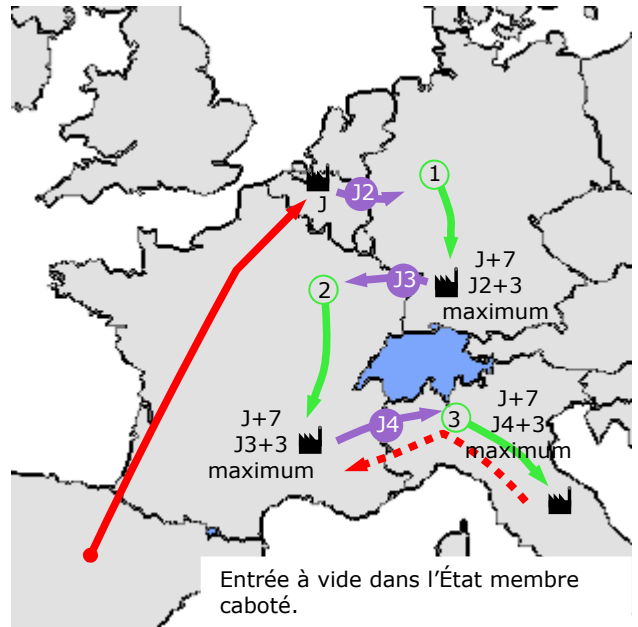 1
J
J2
J+7
J2+3
maximum
J3
2
J+7
J3+3
maximum
J4
3
J+7
J4+3
maximum
Entrée à vide dans l’État membre
caboté.